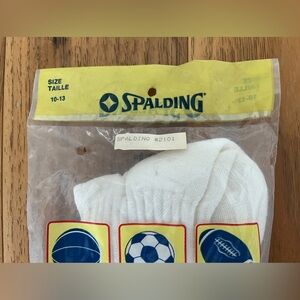 SIZE
TAILLE
10-13
SPALDING
SPALDING #2101